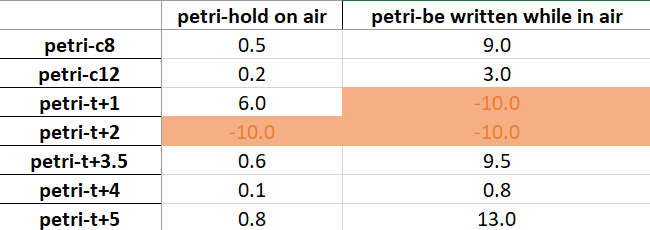 petri-hold on air petri-be written while in air
petri-c8 0.5 9.0
petri-c12 0.2 3.0
petri-t+1 6.0 -10.0
petri-t+2 -10.0 -10.0
petri-t+3.5 0.6 9.5
petri-t+4 0.1 0.8
petri-t+5 0.8 13.0